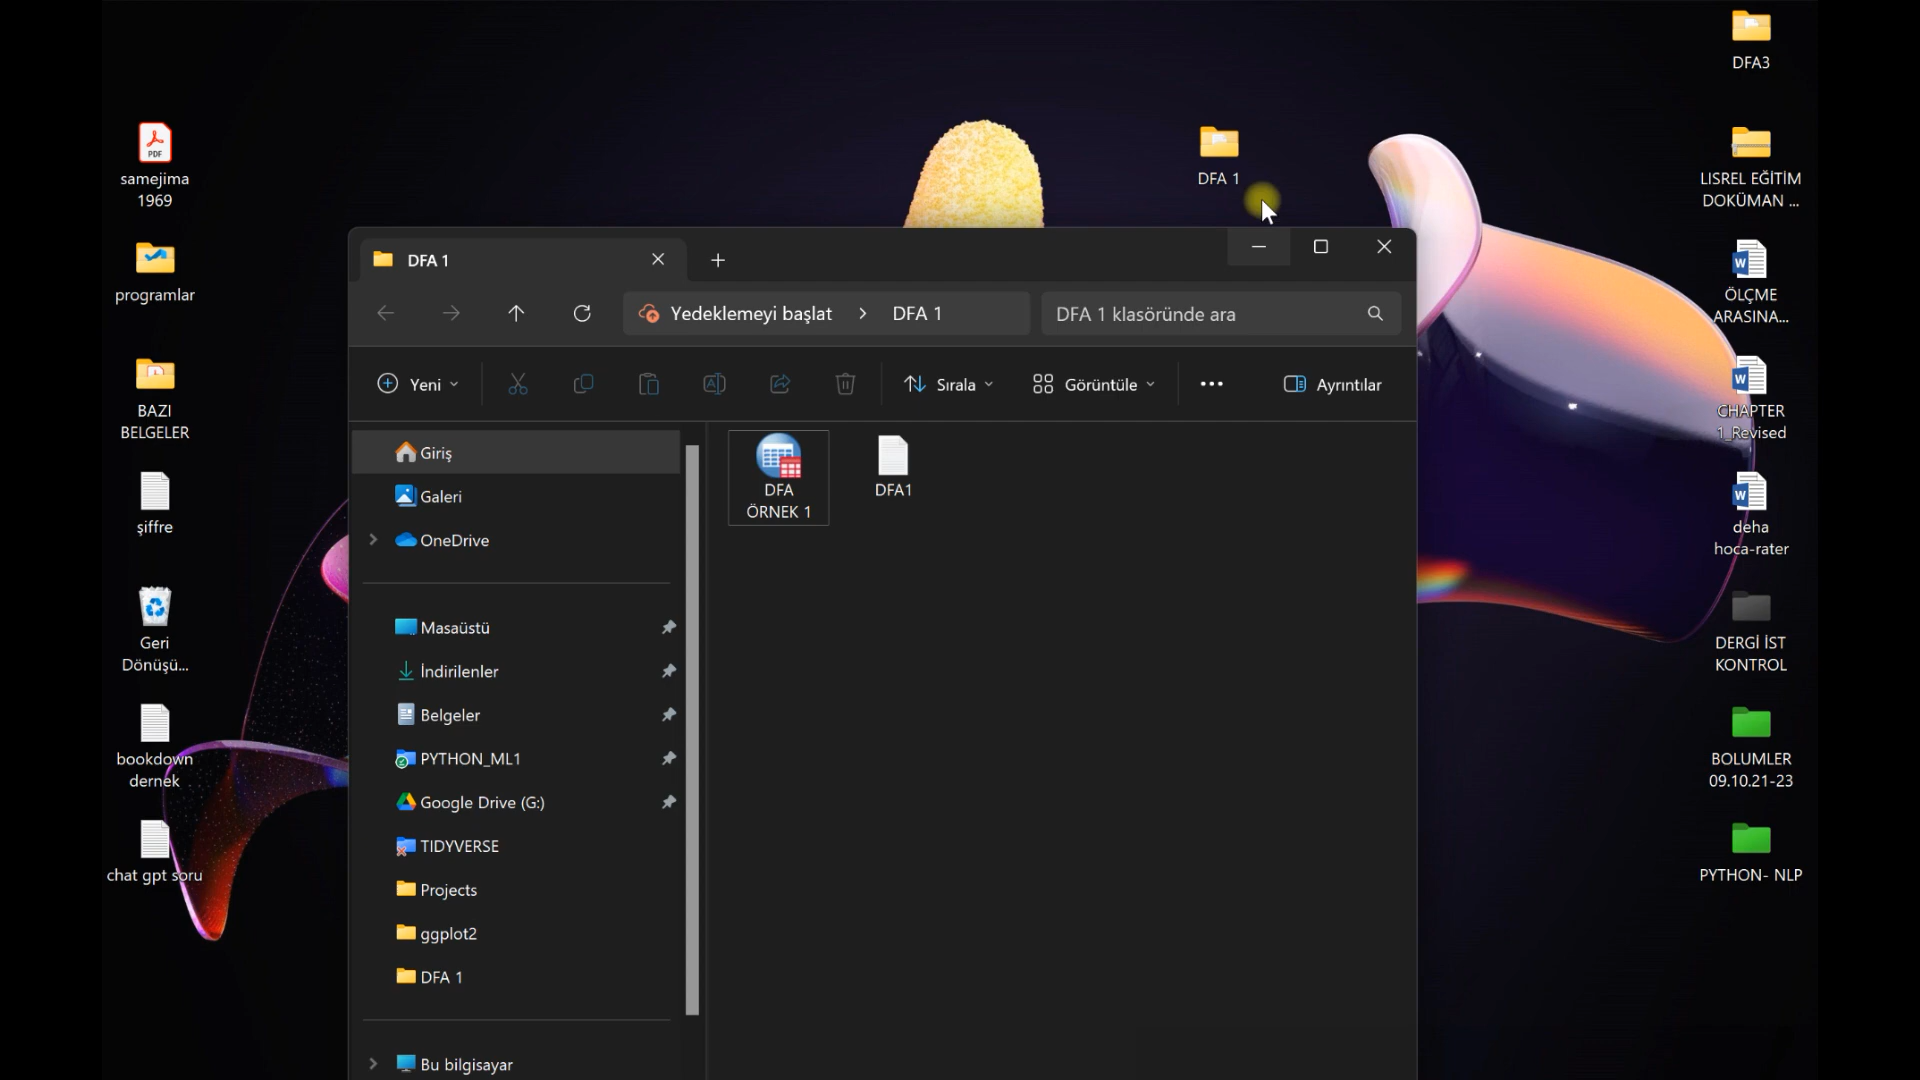 PDF
samejima
1969
programlar
BAZI
BELGELER
şiffre
Geri
Dönüşü...
bookdown
dernek
chat gpt soru
DFA 1
DFA3
LISREL EĞİTİM
DOKÜMAN ...
ÖLÇME
ARASINA...
CHAPTER
1_Revised
deha
hoca-rater
DERGİ İST
KONTROL
BOLUMLER
09.10.21-23
PYTHON- NLP
DFA 1
Yedeklemeyi başlat > DFA 1
DFA 1 klasöründe ara
Yeni
Sırala
Görüntüle
Ayrıntılar
Giriş
Galeri
OneDrive
Masaüstü
İndirilenler
Belgeler
PYTHON_ML1
Google Drive (G:)
TIDYVERSE
Projects
ggplot2
DFA 1
Bu bilgisayar
DFA
ÖRNEK 1
DFA1